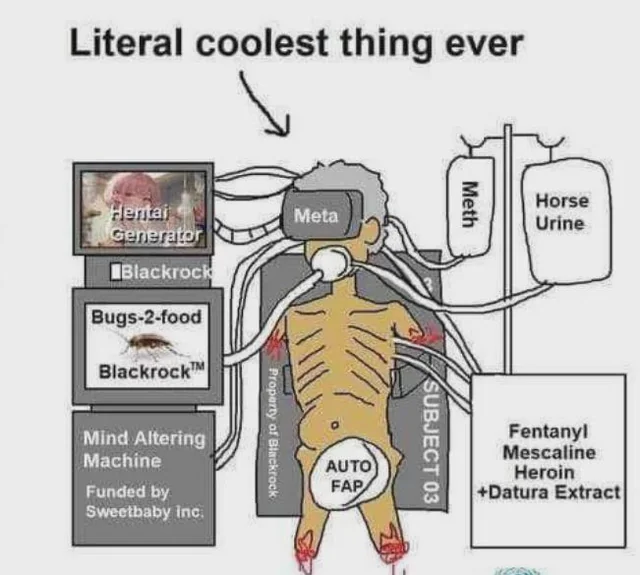 Literal coolest thing ever
Hentai
Generator
Blackrock
Bugs-2-food
Blackrock™
Mind Altering
Machine
Funded by
Sweetbaby inc.
Meta
Property of Blackrock
AUTO
FAP
SUBJECT 03
3
Meth
Horse
Urine
Fentanyl
Mescaline
Heroin
+Datura Extract